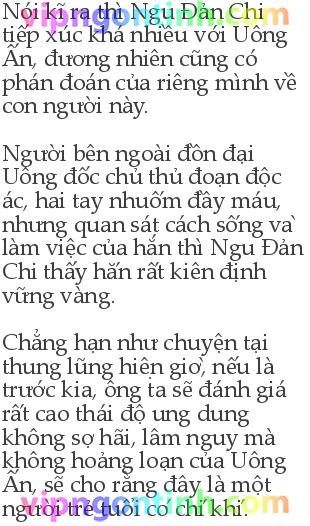 Nói kĩ ra thì Ngu Đản Chi
tiếp xúc khá nhiều với Uông
Ấn, đương nhiên cũng có
phán đoán của riêng mình về
con người này.
Người bên ngoài đồn đại
Uông đốc chủ thủ đoạn độc
ác, hai tay nhuốm đầy máu,
nhưng quan sát cách sống và
làm việc của hắn thì Ngu Đản
Chi thấy hắn rất kiên định
vững vàng.
Chẳng hạn như chuyện tại
thung lũng hiện giờ, nếu là
trước kia, ông ta sẽ đánh giá
rất cao thái độ ung dung
không sợ hãi, lâm nguy mà
không hoảng loạn của Uông
Ấn, sẽ cho rằng đây là một
người trẻ tuổi có chí khí.
vipngontinh.com
vipngontinh.com